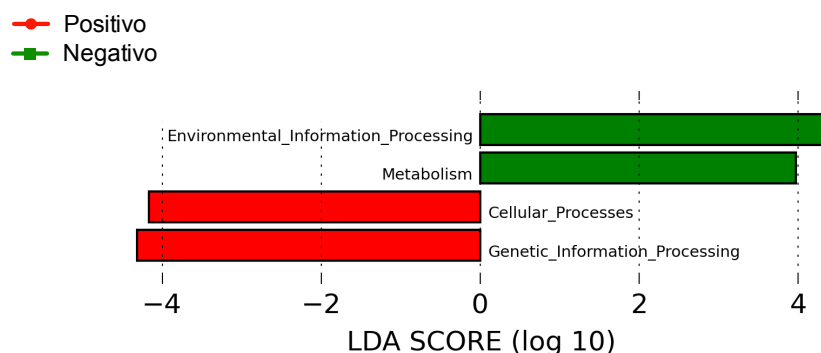 Positivo
Negativo
Environmental_Information_Processing
Metabolism
Cellular_Processes
Genetic_Information_Processing
−4 −2 0 2 4
LDA SCORE (log 10)